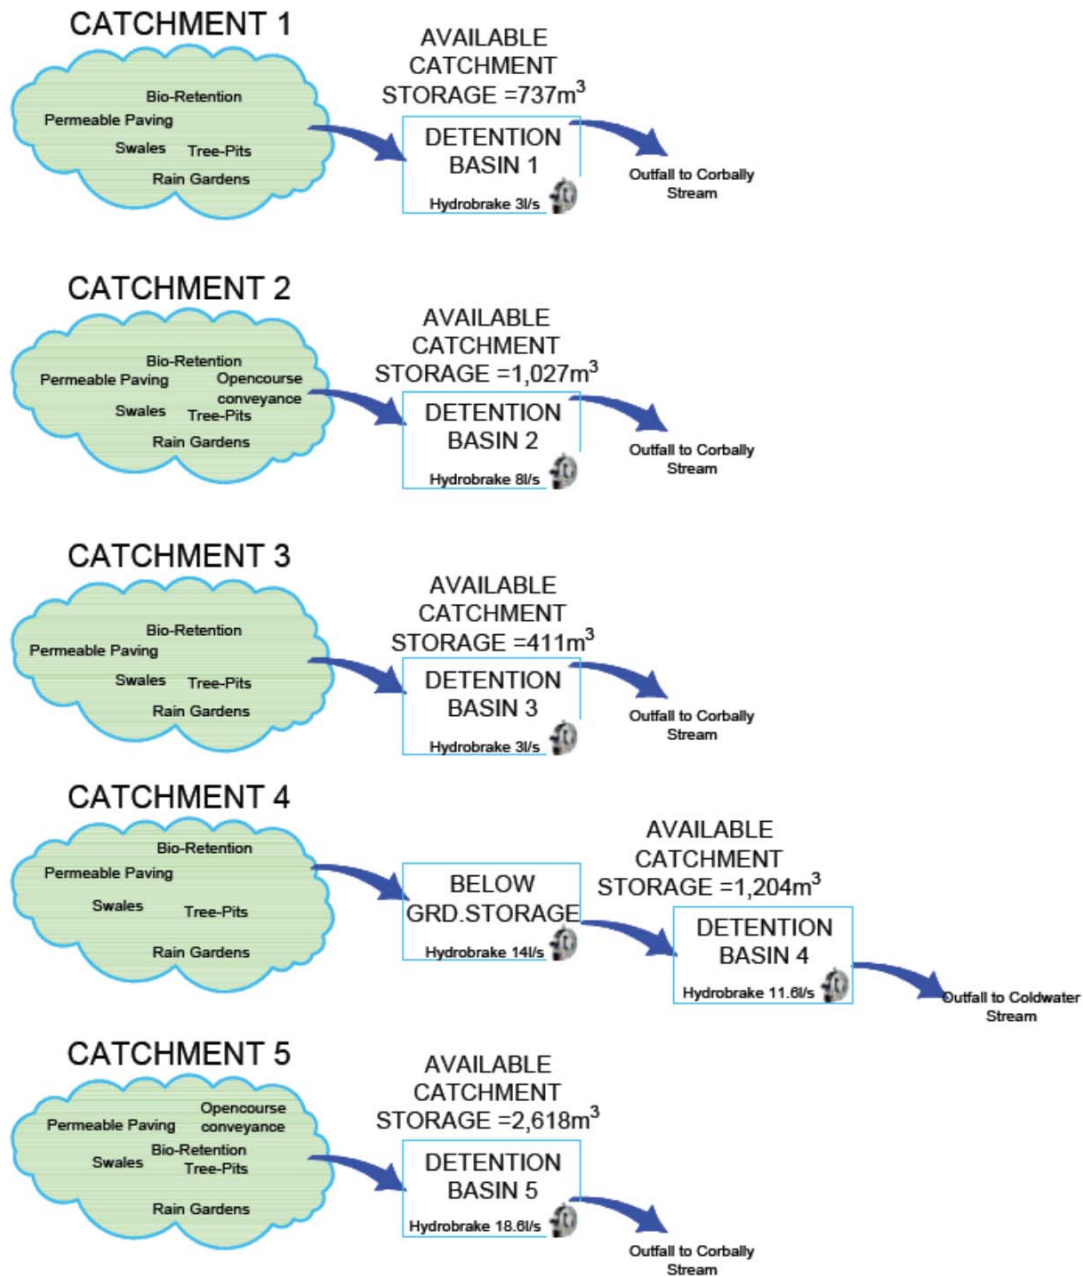 CATCHMENT 1
Bio-Retention
Permeable Paving
Swales
Tree-Pits
Rain Gardens
AVAILABLE
CATCHMENT
STORAGE =737m³
DETENTION
BASIN 1
Hydrobrake 3l/s
Outfall to Corbally
Stream
CATCHMENT 2
Bio-Retention
Permeable Paving
Opencourse
conveyance
Swales
Tree-Pits
Rain Gardens
AVAILABLE
CATCHMENT
STORAGE =1,027m³
DETENTION
BASIN 2
Hydrobrake 8l/s
Outfall to Corbally
Stream
CATCHMENT 3
Bio-Retention
Permeable Paving
Swales
Tree-Pits
Rain Gardens
AVAILABLE
CATCHMENT
STORAGE =411m³
DETENTION
BASIN 3
Hydrobrake 3l/s
Outfall to Corbally
Stream
CATCHMENT 4
Bio-Retention
Permeable Paving
Swales
Tree-Pits
Rain Gardens
BELOW
GRD.STORAGE
Hydrobrake 14l/s
AVAILABLE
CATCHMENT
STORAGE =1,204m³
DETENTION
BASIN 4
Hydrobrake 11.6l/s
Outfall to Coldwater
Stream
CATCHMENT 5
Opencourse
conveyance
Permeable Paving
Bio-Retention
Swales
Tree-Pits
Rain Gardens
AVAILABLE
CATCHMENT
STORAGE =2,618m³
DETENTION
BASIN 5
Hydrobrake 18.6l/s
Outfall to Corbally
Stream